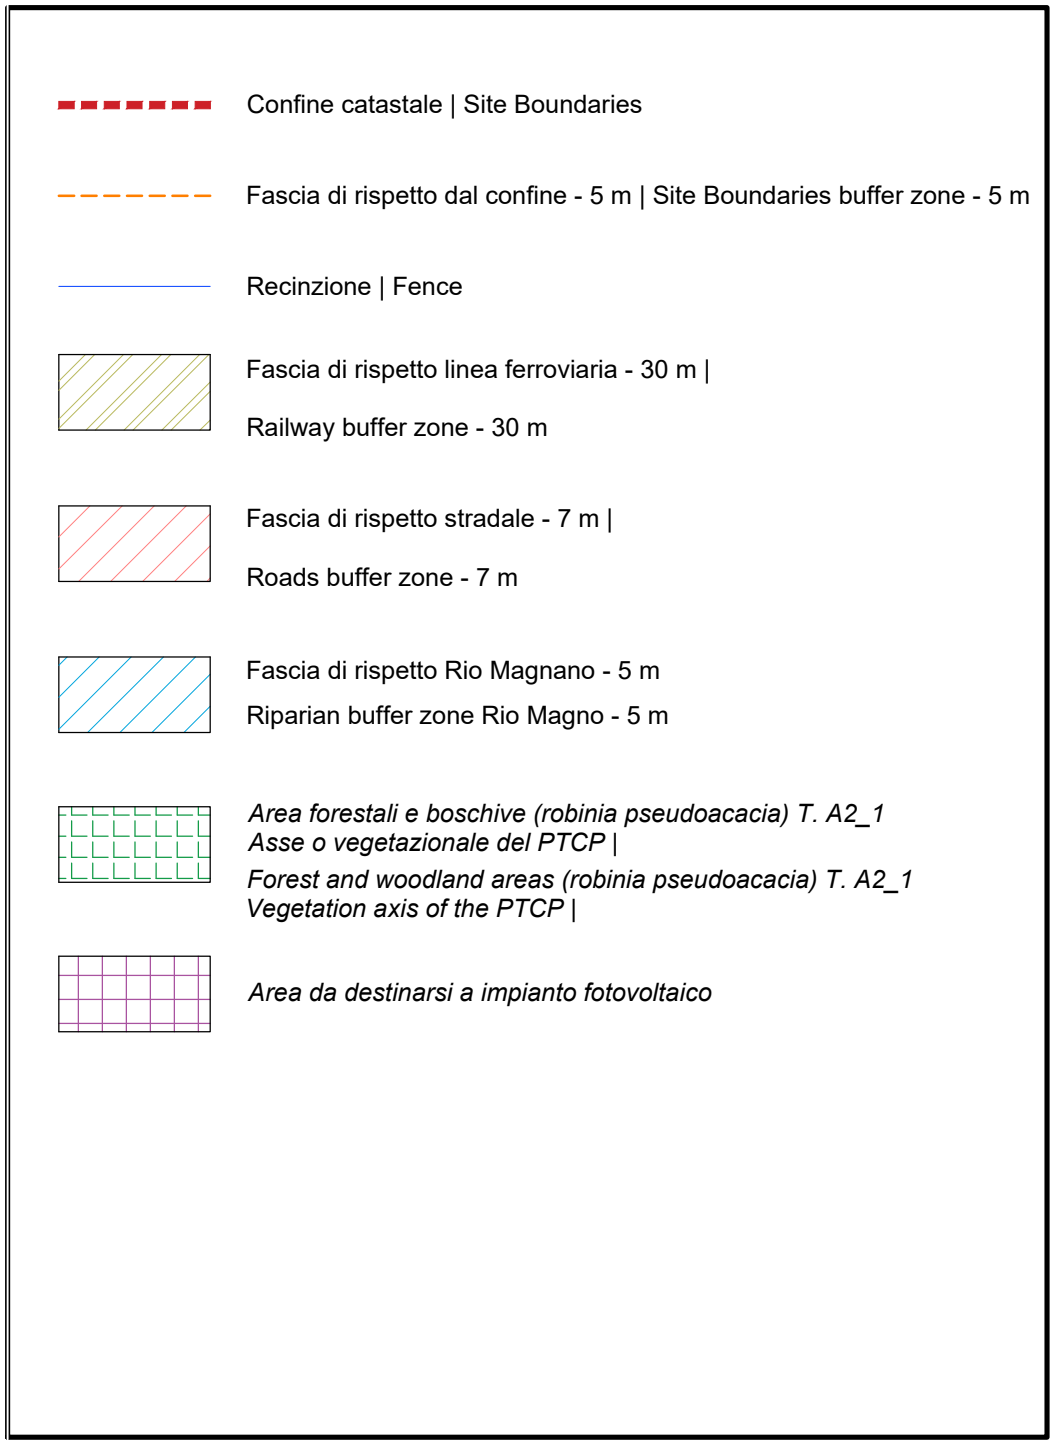 Confine catastale | Site Boundaries
Fascia di rispetto dal confine - 5 m | Site Boundaries buffer zone - 5 m
Recinzione | Fence
Fascia di rispetto linea ferroviaria - 30 m |
Railway buffer zone - 30 m
Fascia di rispetto stradale - 7 m |
Roads buffer zone - 7 m
Fascia di rispetto Rio Magnano - 5 m
Riparian buffer zone Rio Magno - 5 m
Area forestali e boschive (robinia pseudoacacia) T. A2_1
Asse o vegetazionale del PTCP |
Forest and woodland areas (robinia pseudoacacia) T. A2_1
Vegetation axis of the PTCP |
Area da destinarsi a impianto fotovoltaico